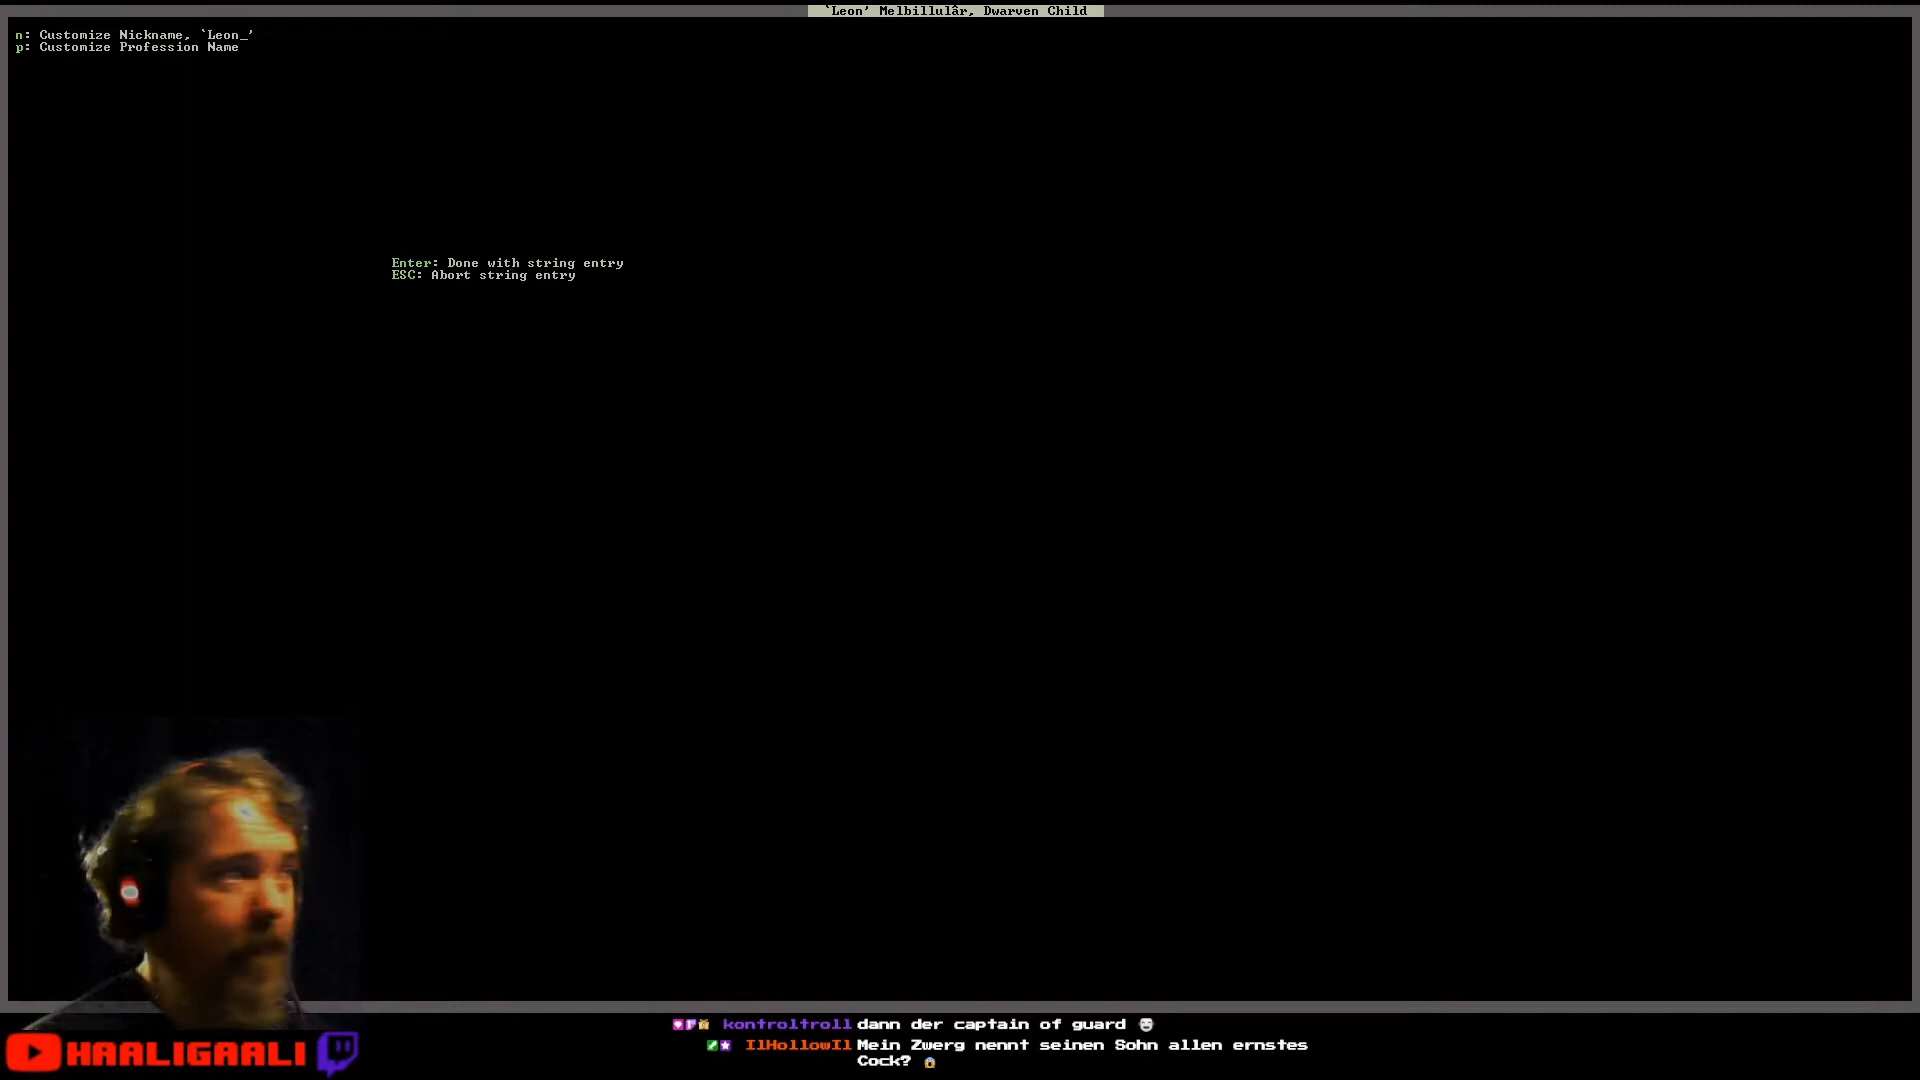 `Leon' Melbillulâr, Dwarven Child
n: Customize Nickname, `Leon_'
p: Customize Profession Name
Enter: Done with string entry
ESC: Abort string entry
kontroltroll dann der captain of guard
IlHollowIl Mein Zwerg nennt seinen Sohn allen ernstes
Cock?
HAALIGAALI